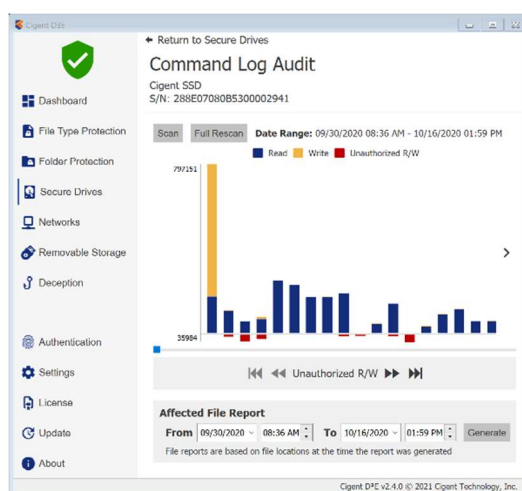 Cigent D³E
Return to Secure Drives
Command Log Audit
Cigent SSD
S/N: 288E07080B5300002941
Dashboard
File Type Protection
Folder Protection
Secure Drives
Networks
Removable Storage
Deception
Authentication
Settings
License
Update
About
Scan Full Rescan Date Range: 09/30/2020 08:36 AM - 10/16/2020 01:59 PM
Read Write Unauthorized R/W
797151
35984
Unauthorized R/W
Affected File Report
From 09/30/2020 08:36 AM To 10/16/2020 01:59 PM Generate
File reports are based on file locations at the time the report was generated
Cigent D³E v2.4.0 © 2021 Cigent Technology, Inc.